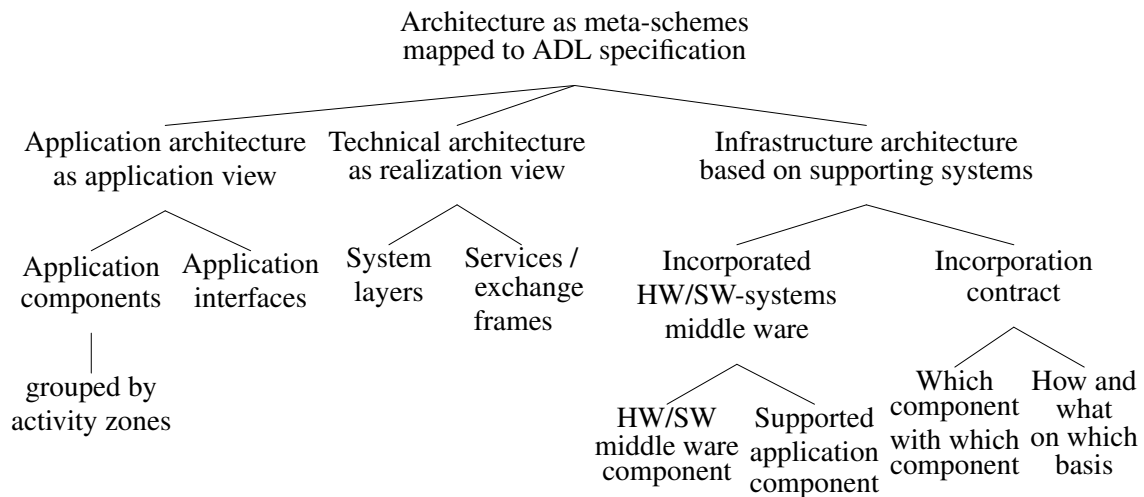 Architecture as meta-schemes
mapped to ADL specification
Application architecture
as application view
Technical architecture
as realization view
Infrastructure architecture
based on supporting systems
Application
components
Application
interfaces
System
layers
Services /
exchange
frames
Incorporated
HW/SW-systems
middle ware
Incorporation
contract
grouped by
activity zones
HW/SW
middle ware
component
Supported
application
component
Which
component
with which
component
How and
what
on which
basis